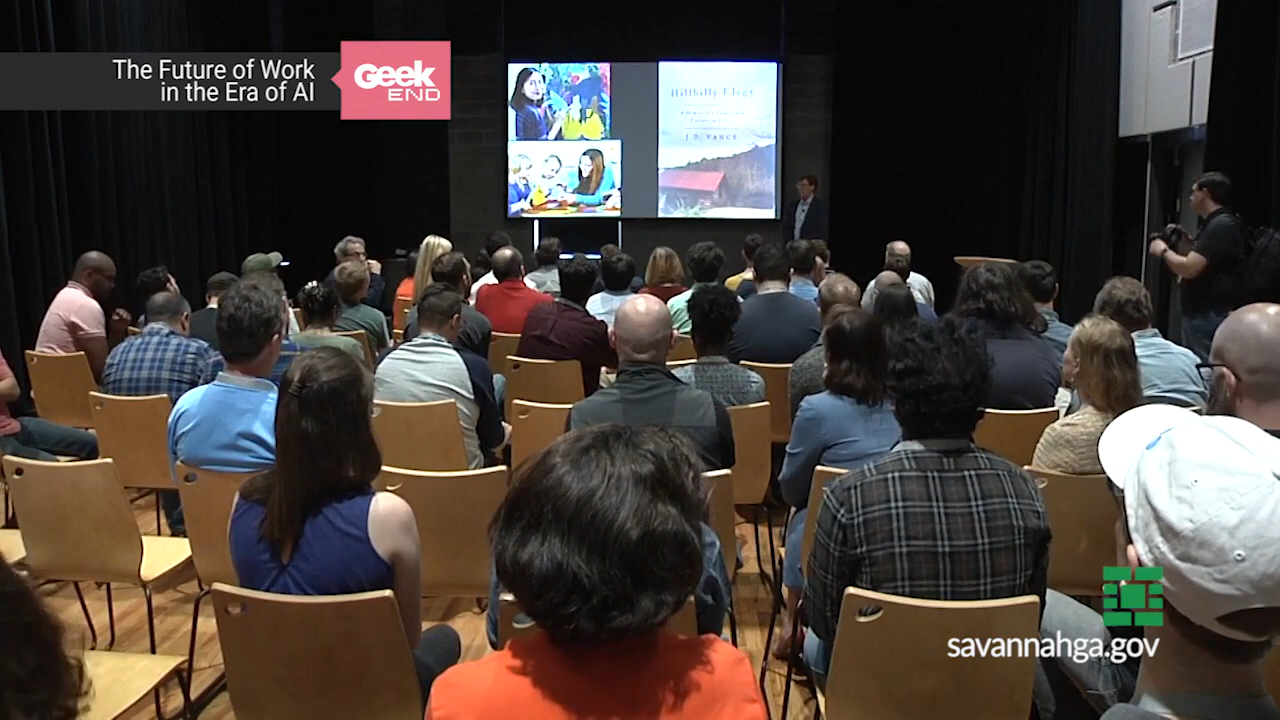 The Future of Work
in the Era of AI
Geek
END
Hillbilly Elegy
J.D. VANCE
savannahga.gov